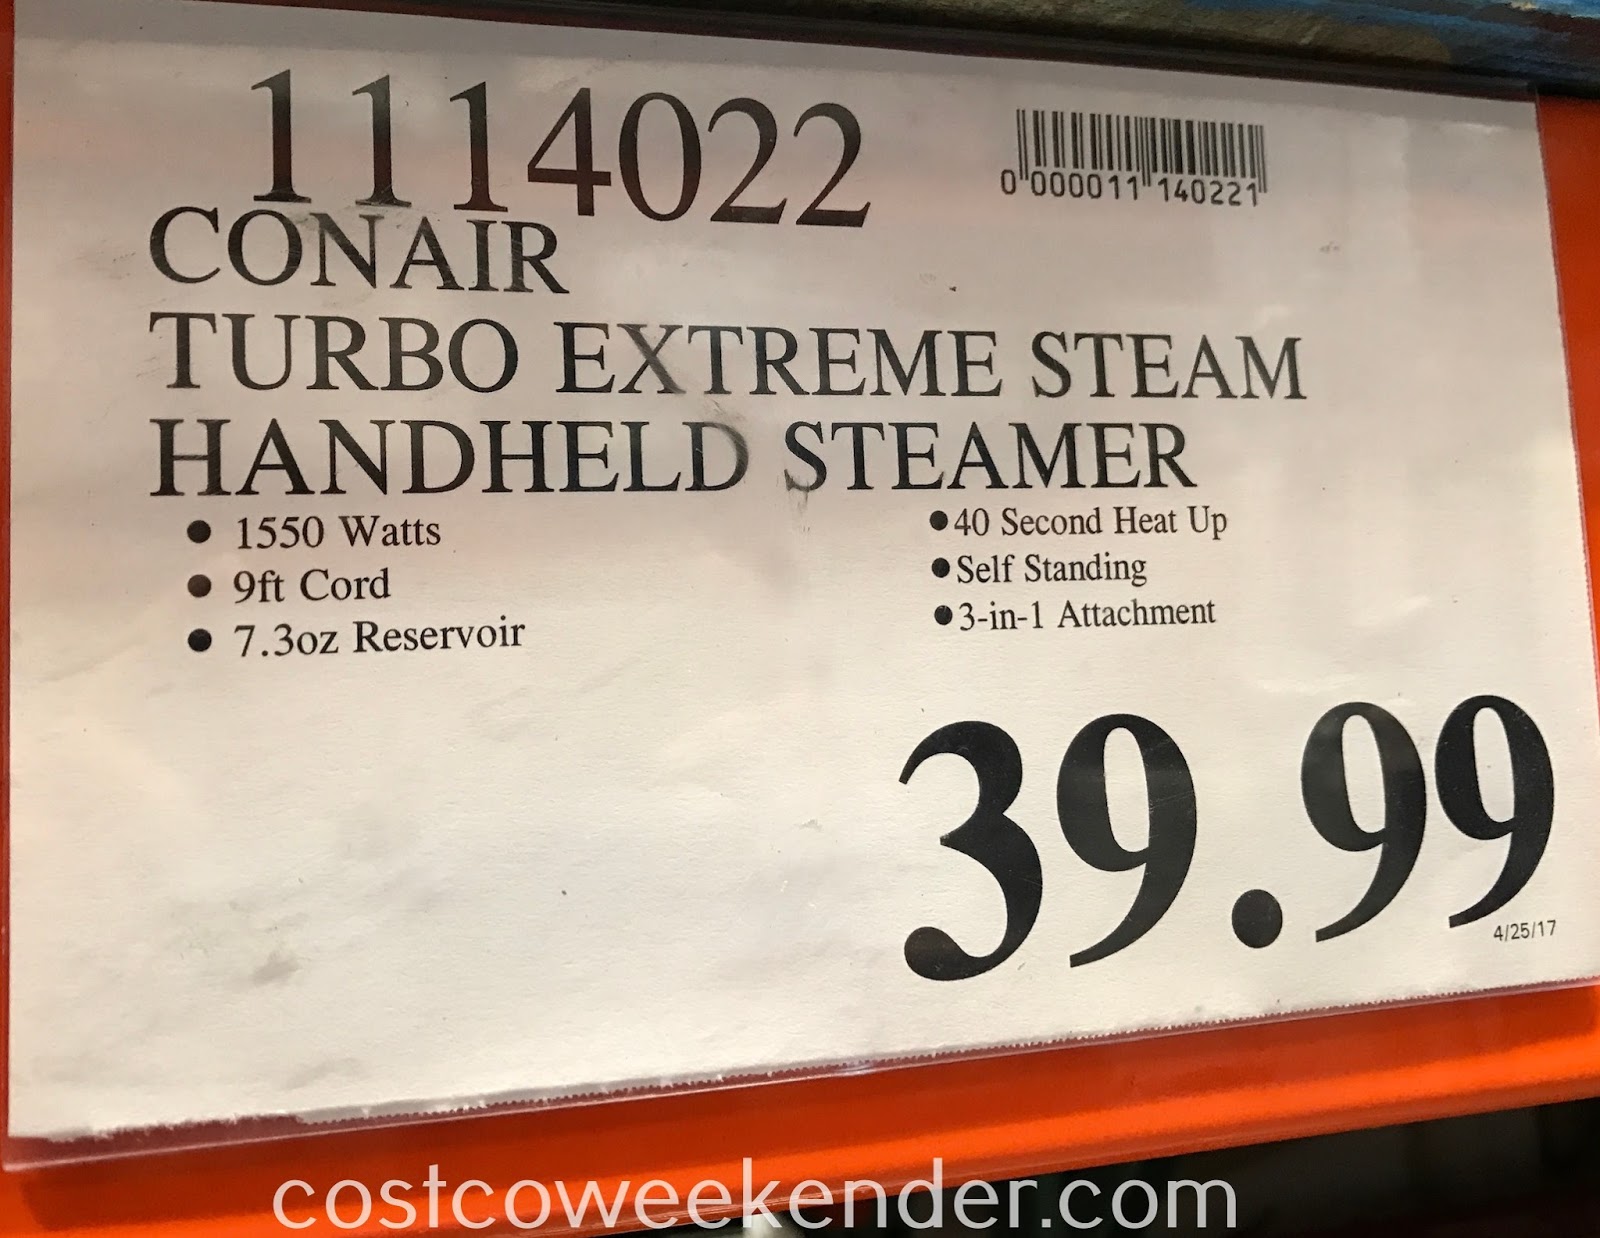 1114022
0 000011 140221
CONAIR
TURBO EXTREME STEAM
HANDHELD STEAMER
● 1550 Watts
● 9ft Cord
● 7.3oz Reservoir
● 40 Second Heat Up
● Self Standing
● 3-in-1 Attachment
39.99
4/25/17
costcoweekender.com